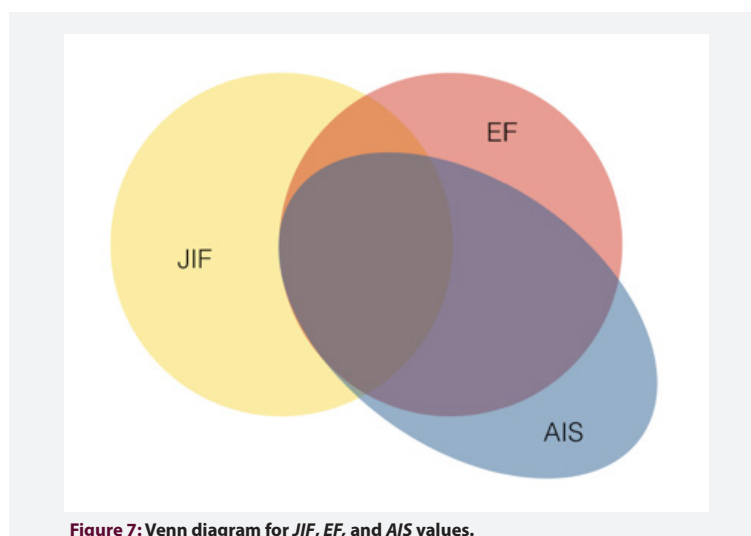 EF
JIF
AIS
Figure 7: Venn diagram for JIF, EF, and AIS values.